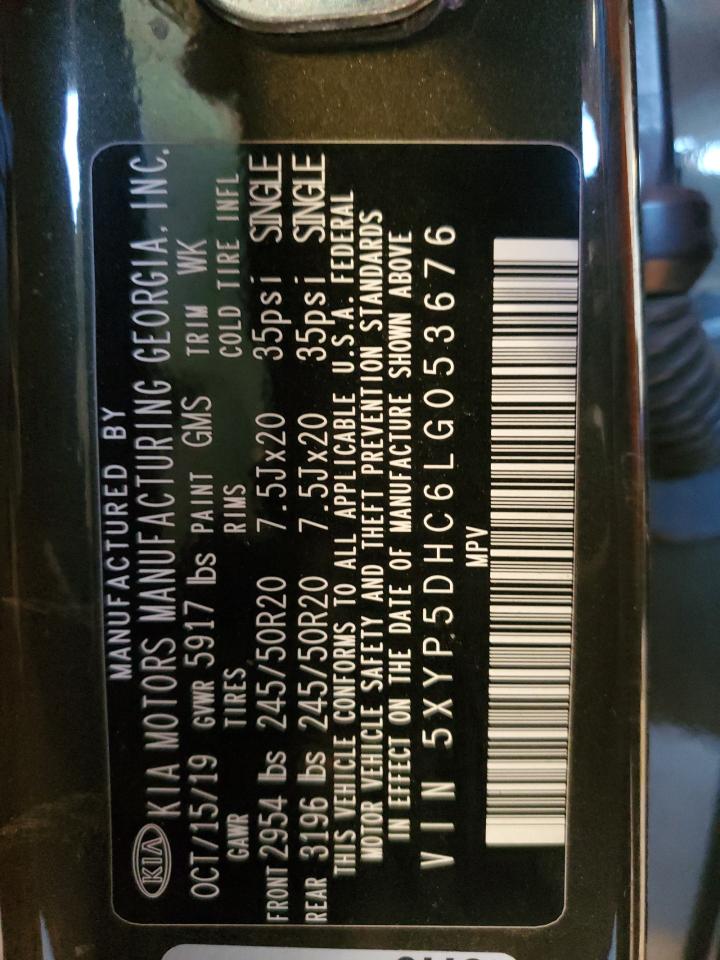 MANUFACTURED BY
KIA KIA MOTORS MANUFACTURING GEORGIA, INC.
OCT/15/19 GVWR 5917 lbs PAINT GMS TRIM WK
GAWR TIRES RIMS COLD TIRE INFL
FRONT 2954 lbs 245/50R20 7.5Jx20 35psi SINGLE
REAR 3196 lbs 245/50R20 7.5Jx20 35psi SINGLE
THIS VEHICLE CONFORMS TO ALL APPLICABLE U.S.A. FEDERAL
MOTOR VEHICLE SAFETY AND THEFT PREVENTION STANDARDS
IN EFFECT ON THE DATE OF MANUFACTURE SHOWN ABOVE
VIN 5XYP5DHC6LG053676
MPV